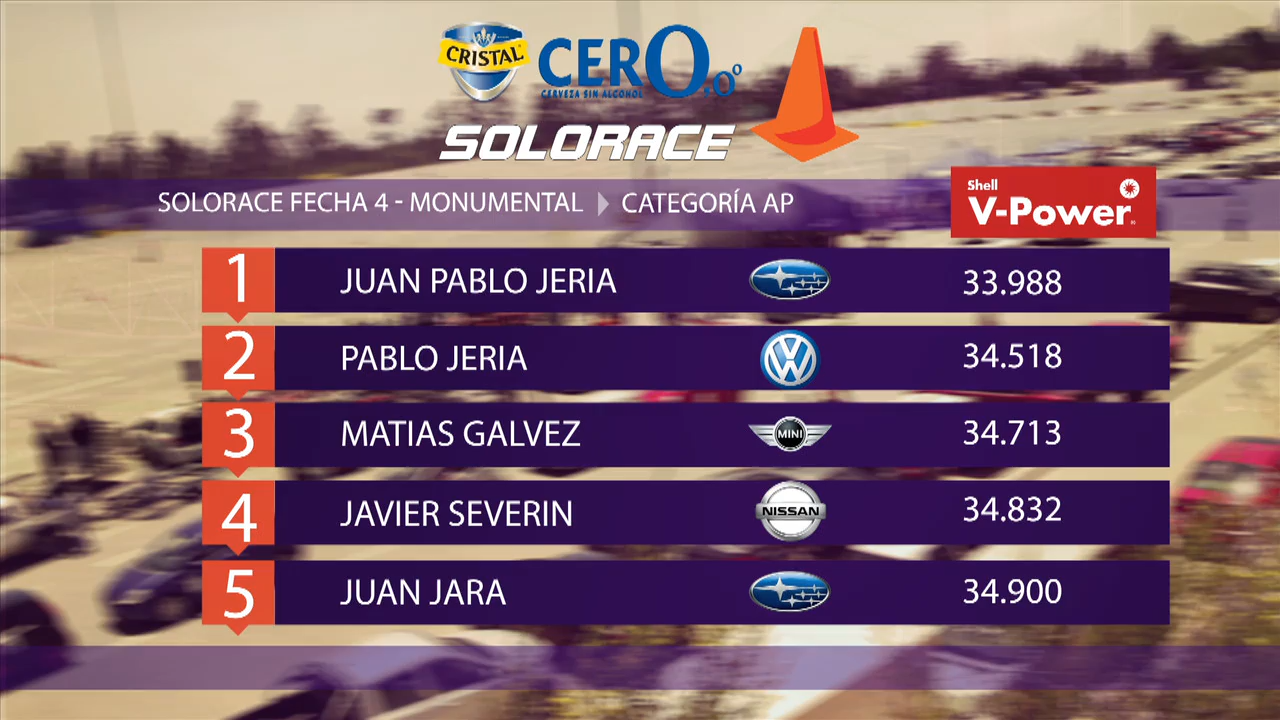 CRISTAL
CERO,0°
CERVEZA SIN ALCOHOL
SOLORACE
SOLORACE FECHA 4 - MONUMENTAL CATEGORÍA AP
Shell
V-Power
1 JUAN PABLO JERIA 33.988
2 PABLO JERIA 34.518
3 MATIAS GALVEZ MINI 34.713
4 JAVIER SEVERIN NISSAN 34.832
5 JUAN JARA 34.900